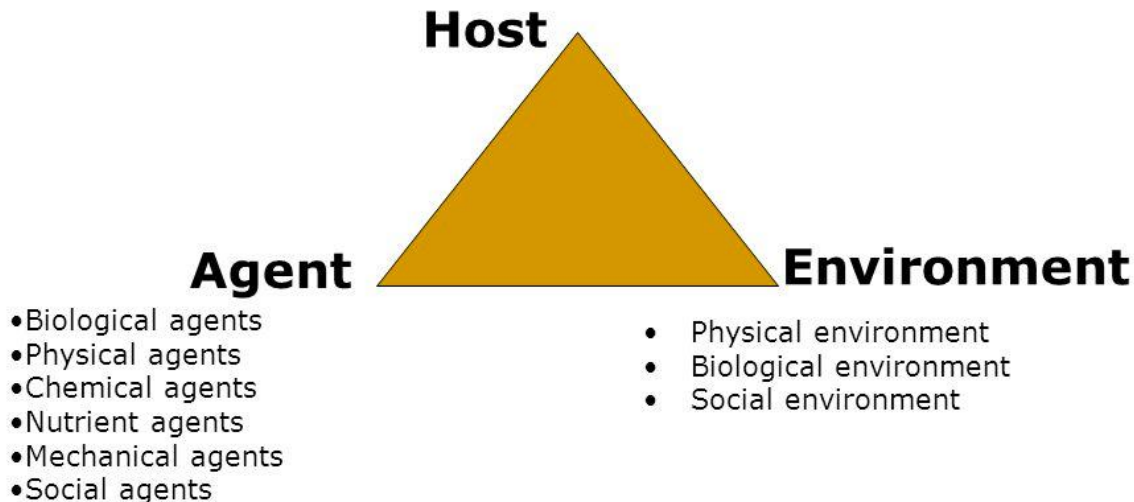 Host
Agent
Environment
•Biological agents
•Physical agents
•Chemical agents
•Nutrient agents
•Mechanical agents
•Social agents
• Physical environment
• Biological environment
• Social environment